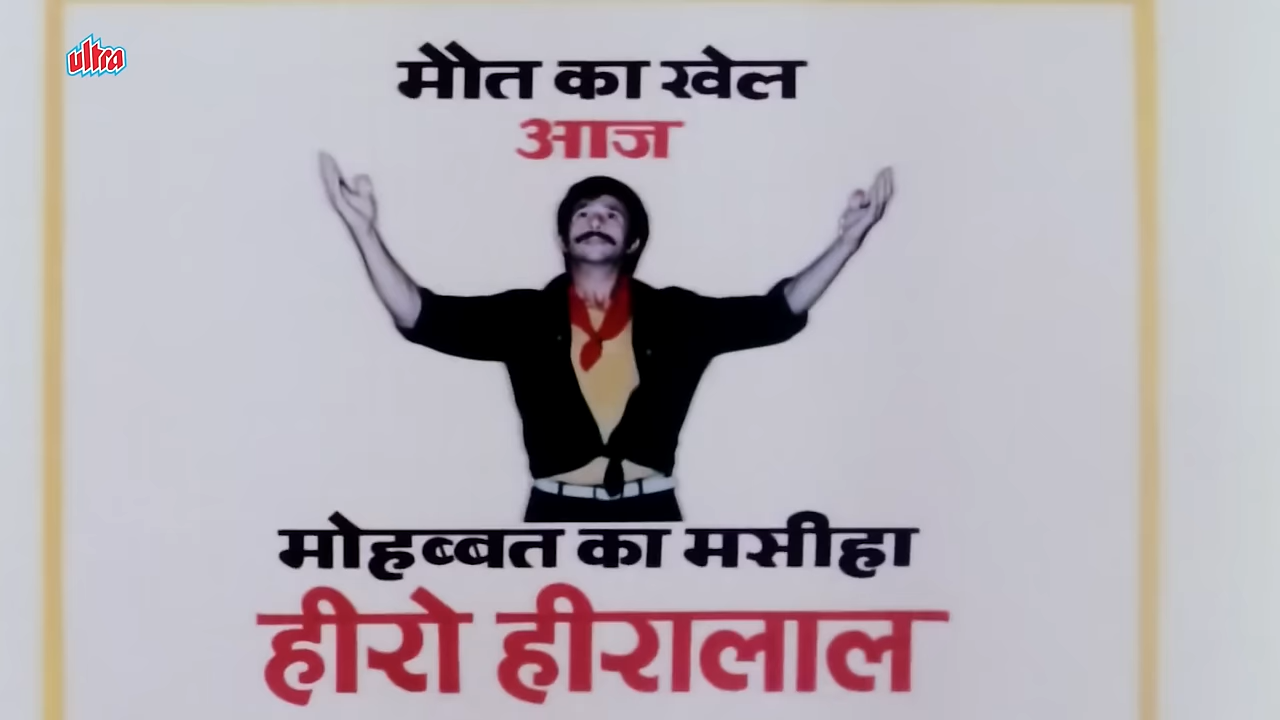 ultra
मौत का खेल
आज
मोहब्बत का मसीहा
हीरो हीरालाल